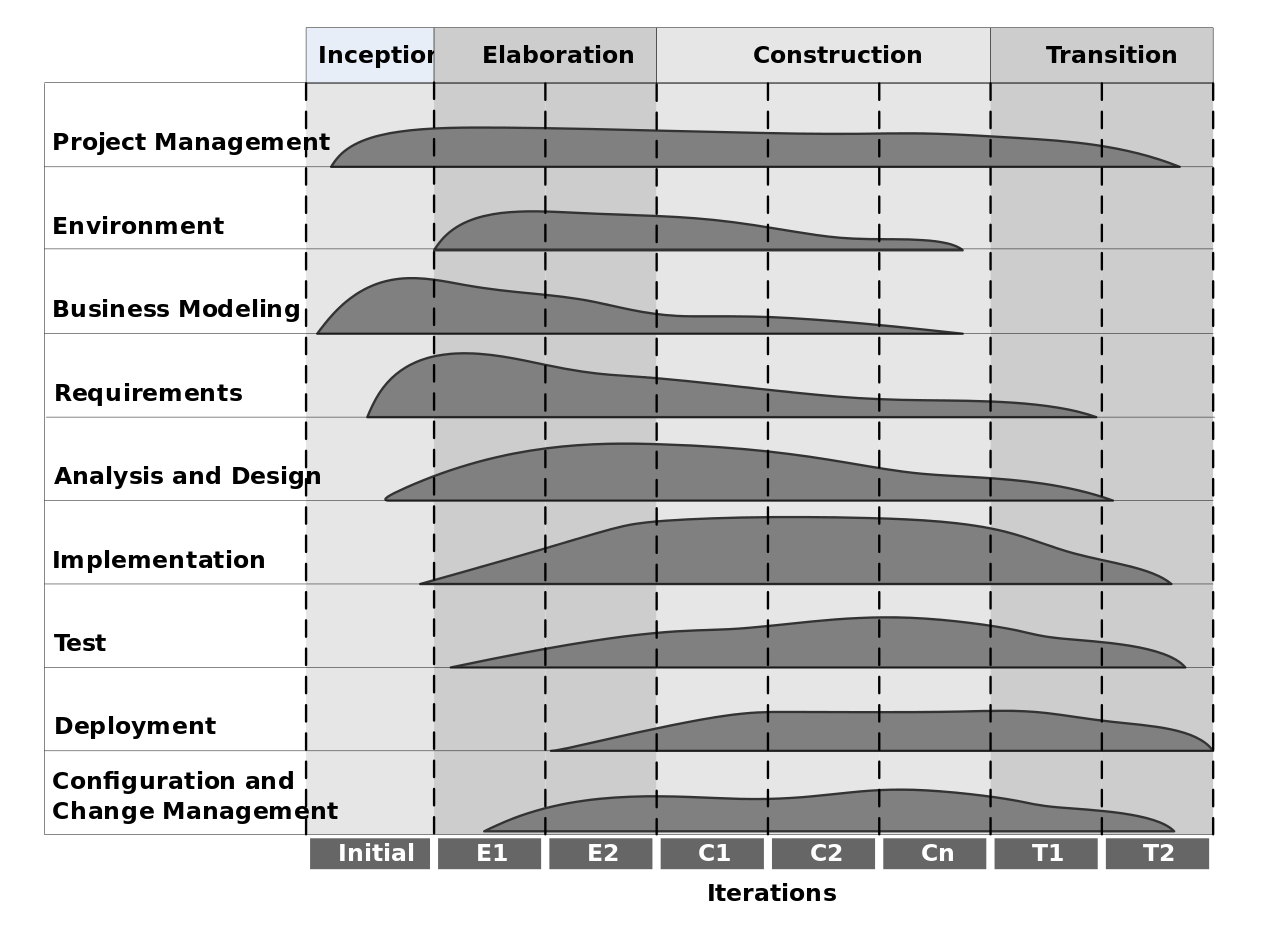 Inception Elaboration Construction Transition
Project Management
Environment
Business Modeling
Requirements
Analysis and Design
Implementation
Test
Deployment
Configuration and
Change Management
Initial E1 E2 C1 C2 Cn T1 T2
Iterations